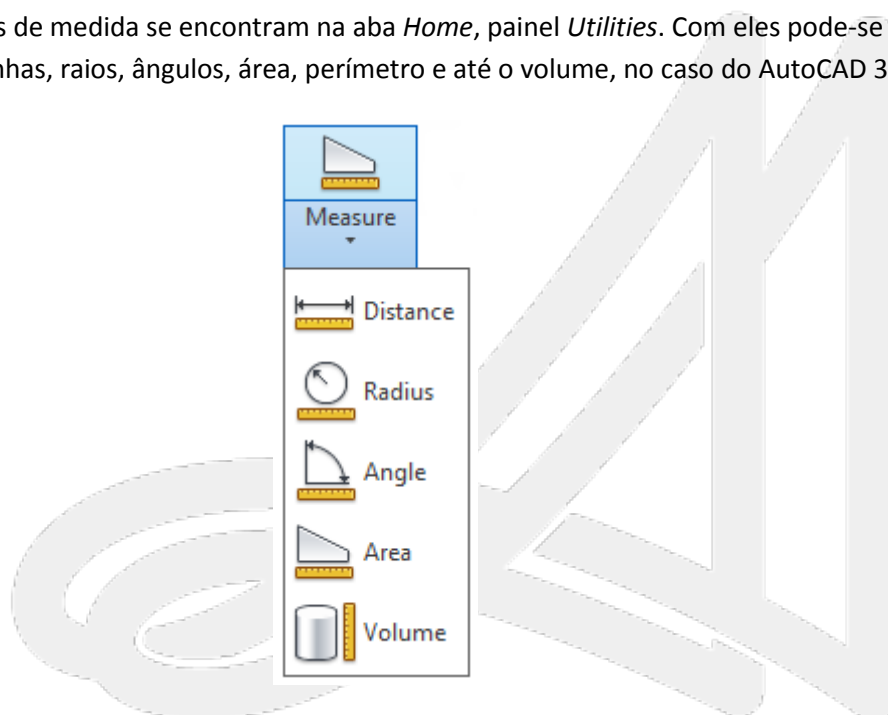 s de medida se encontram na aba Home, painel Utilities. Com eles pode-se
nhas, raios, ângulos, área, perímetro e até o volume, no caso do AutoCAD 3
Measure
Distance
Radius
Angle
Area
Volume